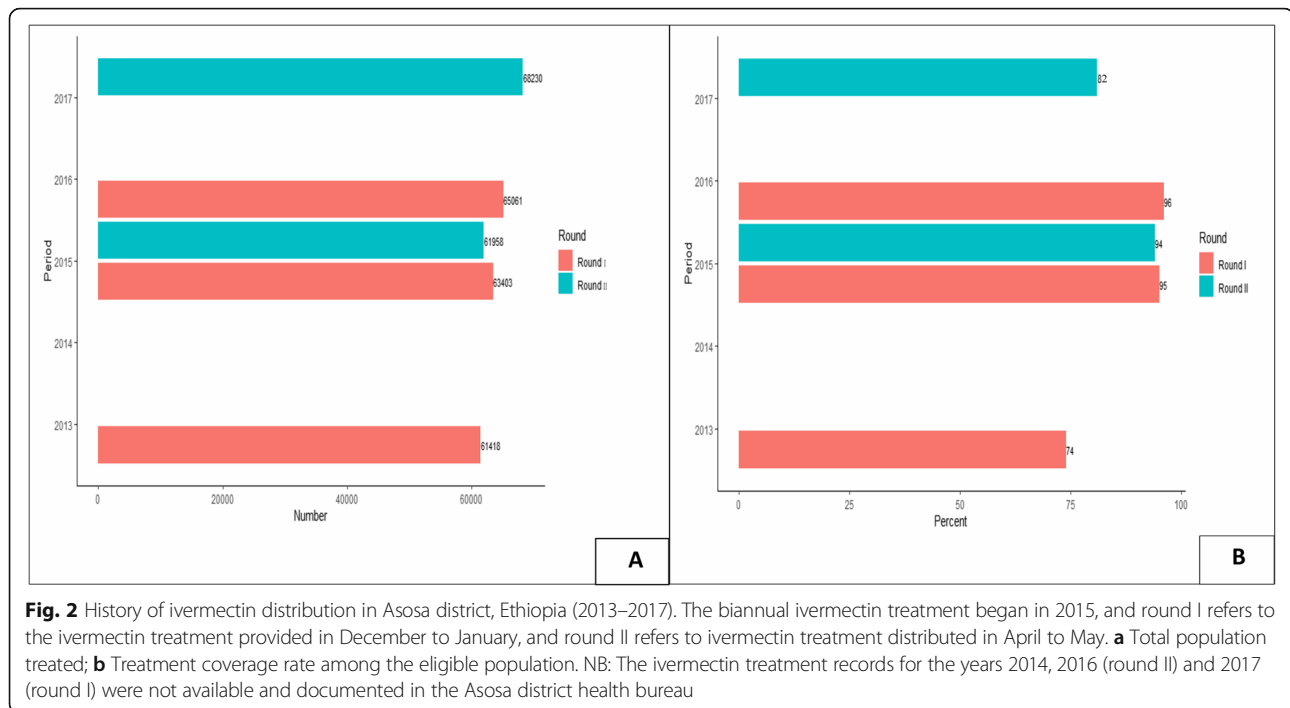 2017
2016
2015
2014
2013
Period
68230
65061
61958
63403
61418
0 20000 40000 60000
Number
Round
Round I
Round II
A
2017
2016
2015
2014
2013
Period
82
96
94
95
74
0 25 50 75 100
Percent
Round
Round I
Round II
B
Fig. 2 History of ivermectin distribution in Asosa district, Ethiopia (2013–2017). The biannual ivermectin treatment began in 2015, and round I refers to
the ivermectin treatment provided in December to January, and round II refers to ivermectin treatment distributed in April to May. a Total population
treated; b Treatment coverage rate among the eligible population. NB: The ivermectin treatment records for the years 2014, 2016 (round II) and 2017
(round I) were not available and documented in the Asosa district health bureau